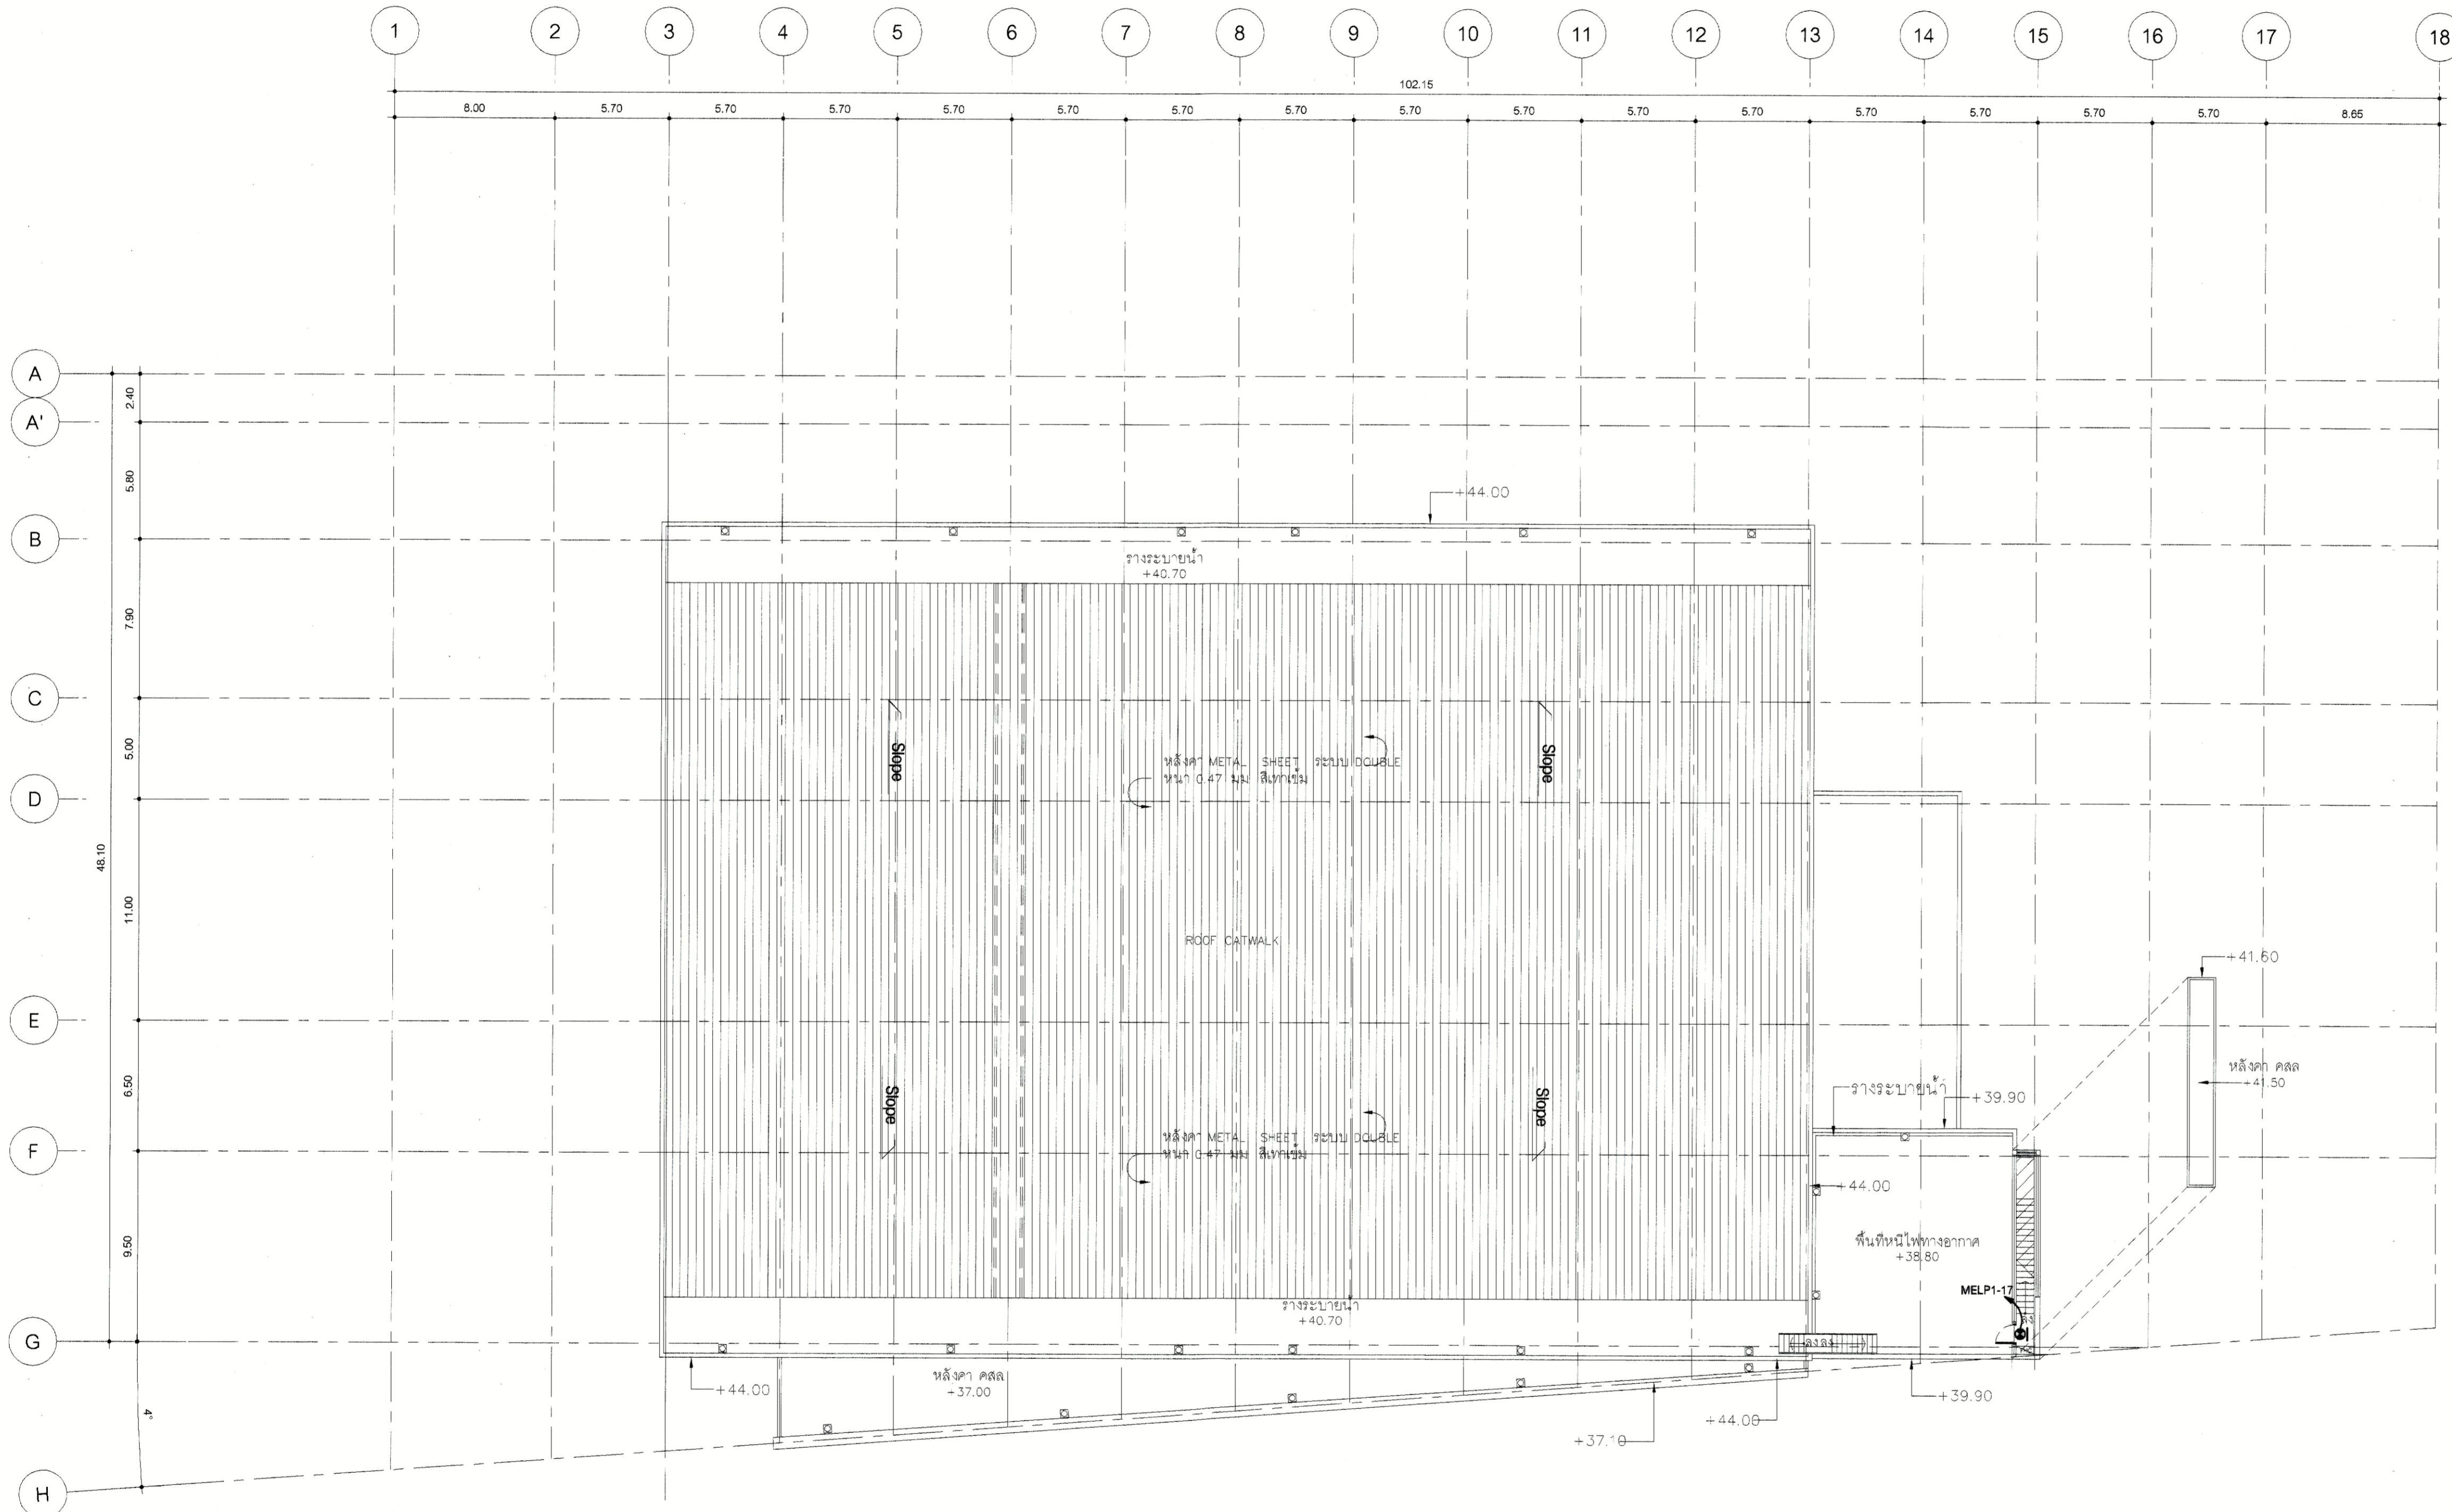 1 2 3 4 5 6 7 8 9 10 11 12 13 14 15 16 17 18
102.15
8.00 5.70 5.70 5.70 5.70 5.70 5.70 5.70 5.70 5.70 5.70 5.70 5.70 5.70 5.70 5.70 8.65
A
2.40
A'
5.80
+44.00
B
รางระบายน้ำ
+40.70
7.90
C
5.00
Slope
Slope
หลังคา METAL SHEET ระบบ DOUBLE
หนา 0.47 มม สีเทาเข้ม
D
48.10
11.00
ROOF CATWALK
+41.60
E
6.50
หลังคา คสล
+41.50
Slope
Slope
รางระบายน้ำ
+39.90
หลังคา METAL SHEET ระบบ DOUBLE
หนา 0.47 มม สีเทาเข้ม
F
+44.00
9.50
พื้นที่หนีไฟทางอากาศ
+38.80
MELP1-17
รางระบายน้ำ
+40.70
G
ลง ลง
หลังคา คสล
+37.00
+44.00
+39.90
4°
+44.00
+37.10
H